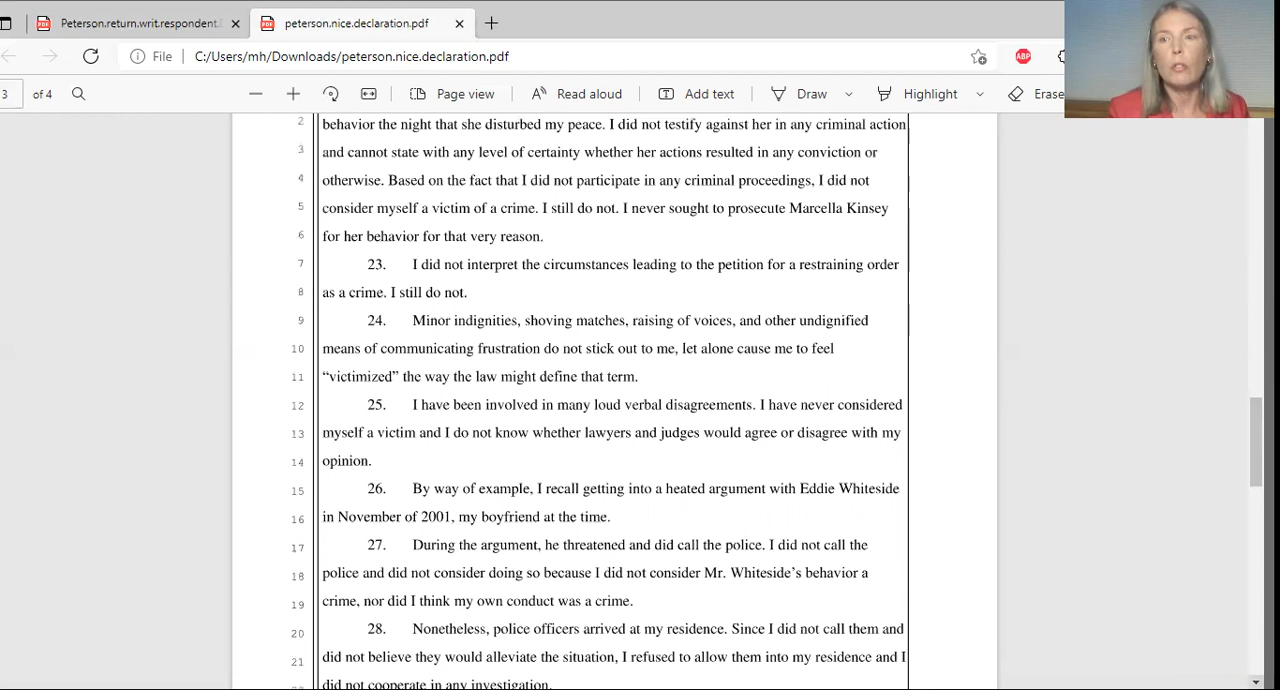 Peterson.return.writ.respondent.
peterson.nice.declaration.pdf
File C:/Users/mh/Downloads/peterson.nice.declaration.pdf
ABP
3 of 4 Page view Read aloud Add text Draw Highlight Erase
2 behavior the night that she disturbed my peace. I did not testify against her in any criminal action
3 and cannot state with any level of certainty whether her actions resulted in any conviction or
4 otherwise. Based on the fact that I did not participate in any criminal proceedings, I did not
5 consider myself a victim of a crime. I still do not. I never sought to prosecute Marcella Kinsey
6 for her behavior for that very reason.
7 23. I did not interpret the circumstances leading to the petition for a restraining order
8 as a crime. I still do not.
9 24. Minor indignities, shoving matches, raising of voices, and other undignified
10 means of communicating frustration do not stick out to me, let alone cause me to feel
11 “victimized” the way the law might define that term.
12 25. I have been involved in many loud verbal disagreements. I have never considered
13 myself a victim and I do not know whether lawyers and judges would agree or disagree with my
14 opinion.
15 26. By way of example, I recall getting into a heated argument with Eddie Whiteside
16 in November of 2001, my boyfriend at the time.
17 27. During the argument, he threatened and did call the police. I did not call the
18 police and did not consider doing so because I did not consider Mr. Whiteside’s behavior a
19 crime, nor did I think my own conduct was a crime.
20 28. Nonetheless, police officers arrived at my residence. Since I did not call them and
21 did not believe they would alleviate the situation, I refused to allow them into my residence and I
did not cooperate in any investigation.